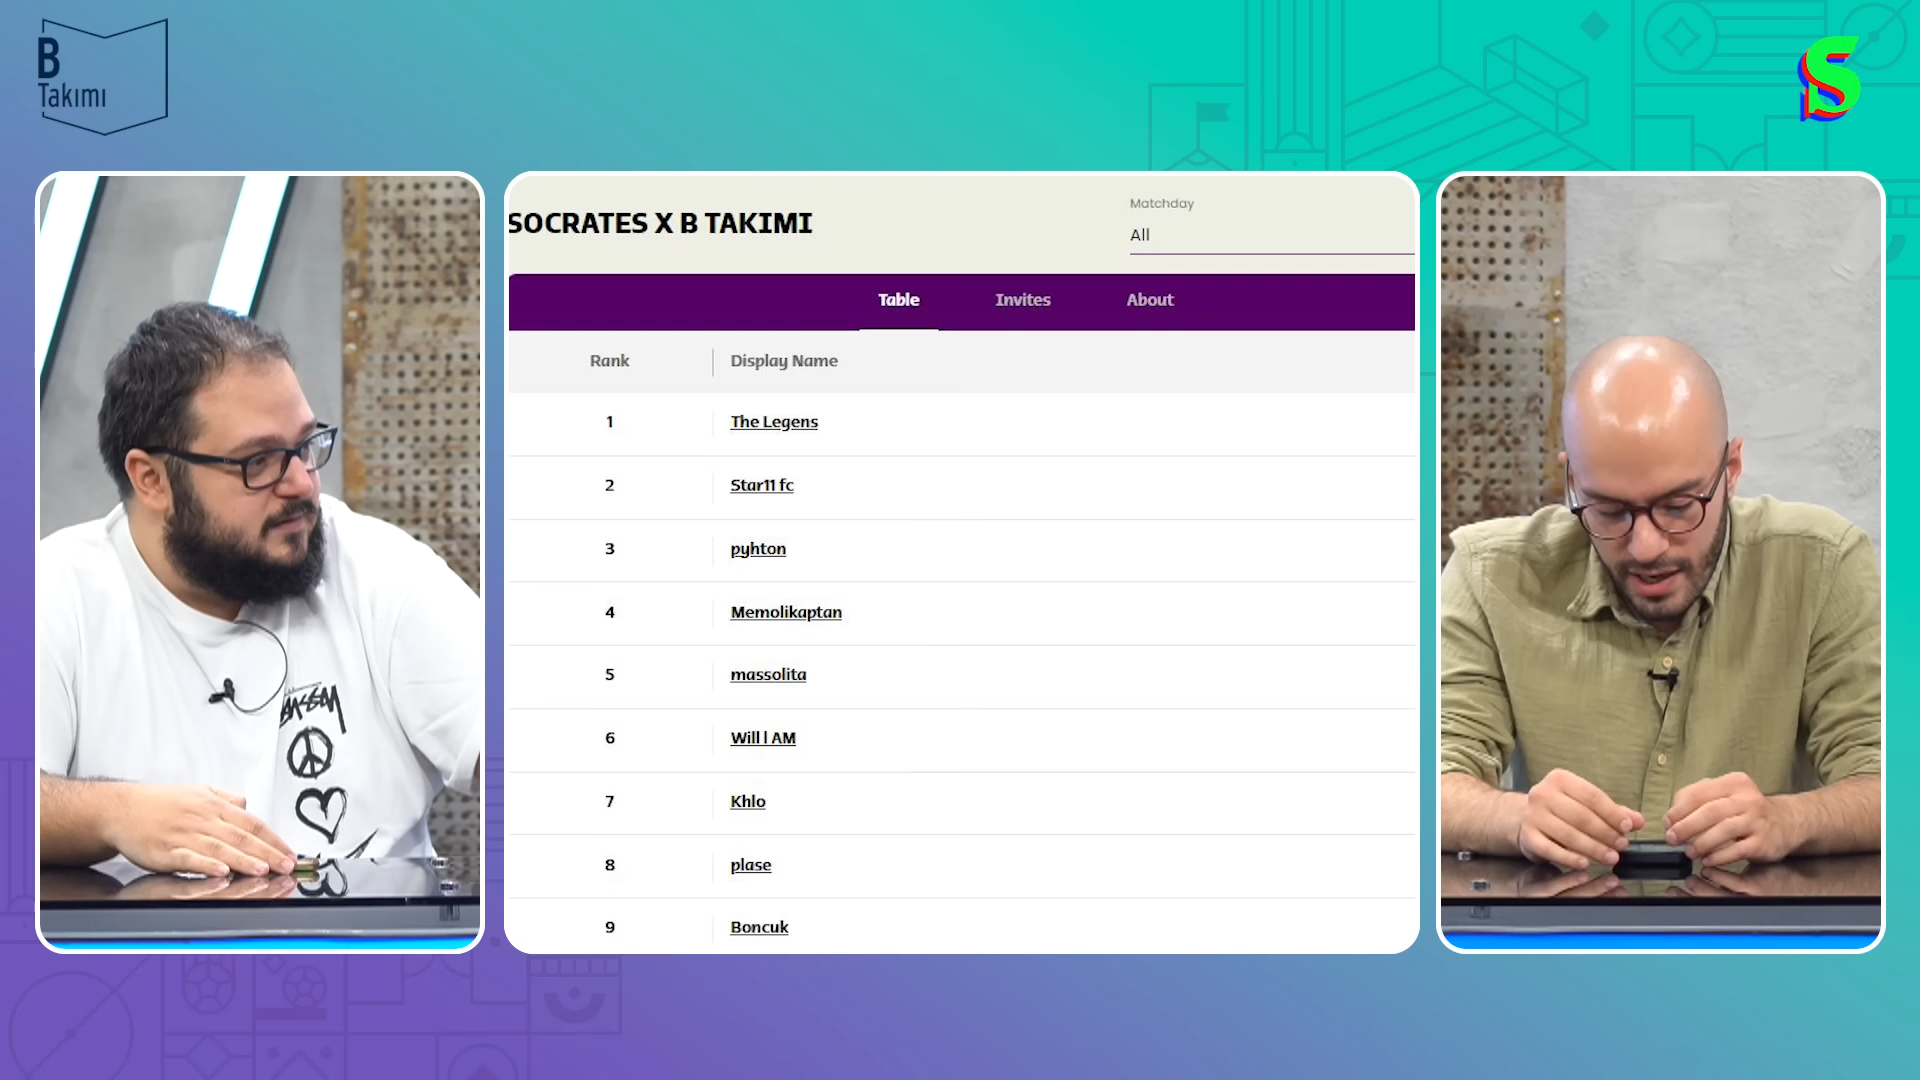 B
Takımı
S
SOCRATES X B TAKIMI
Matchday
All
Table Invites About
Rank Display Name
1 The Legens
2 Star11 fc
3 pyhton
4 Memolikaptan
5 massolita
6 Will I AM
7 Khlo
8 plase
9 Boncuk